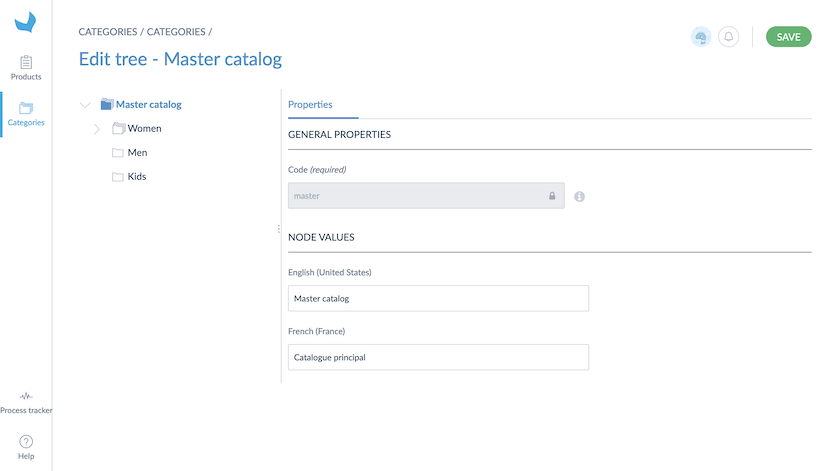 CATEGORIES / CATEGORIES /
SAVE
Edit tree - Master catalog
Products
Categories
Process tracker
Help
Master catalog
Women
Men
Kids
Properties
GENERAL PROPERTIES
Code (required)
master
NODE VALUES
English (United States)
Master catalog
French (France)
Catalogue principal